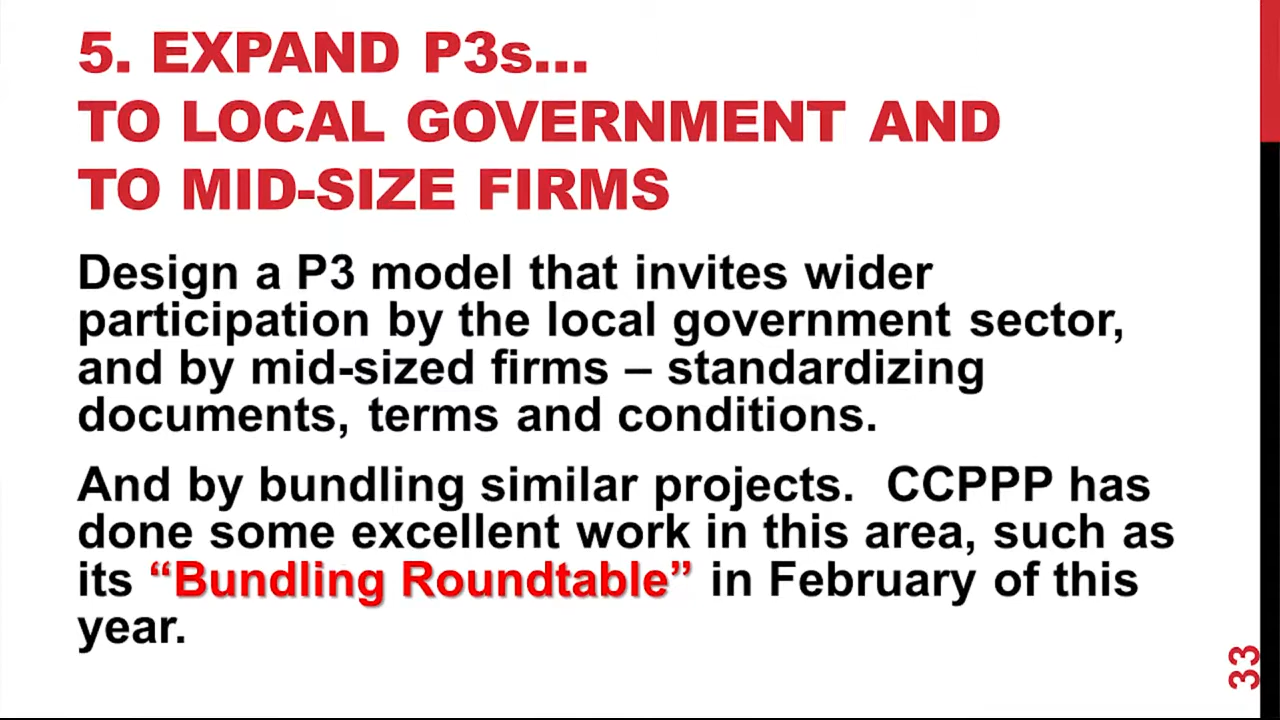 5. EXPAND P3s...
TO LOCAL GOVERNMENT AND
TO MID-SIZE FIRMS
Design a P3 model that invites wider
participation by the local government sector,
and by mid-sized firms – standardizing
documents, terms and conditions.
And by bundling similar projects.  CCPPP has
done some excellent work in this area, such as
its “Bundling Roundtable” in February of this
year.
33